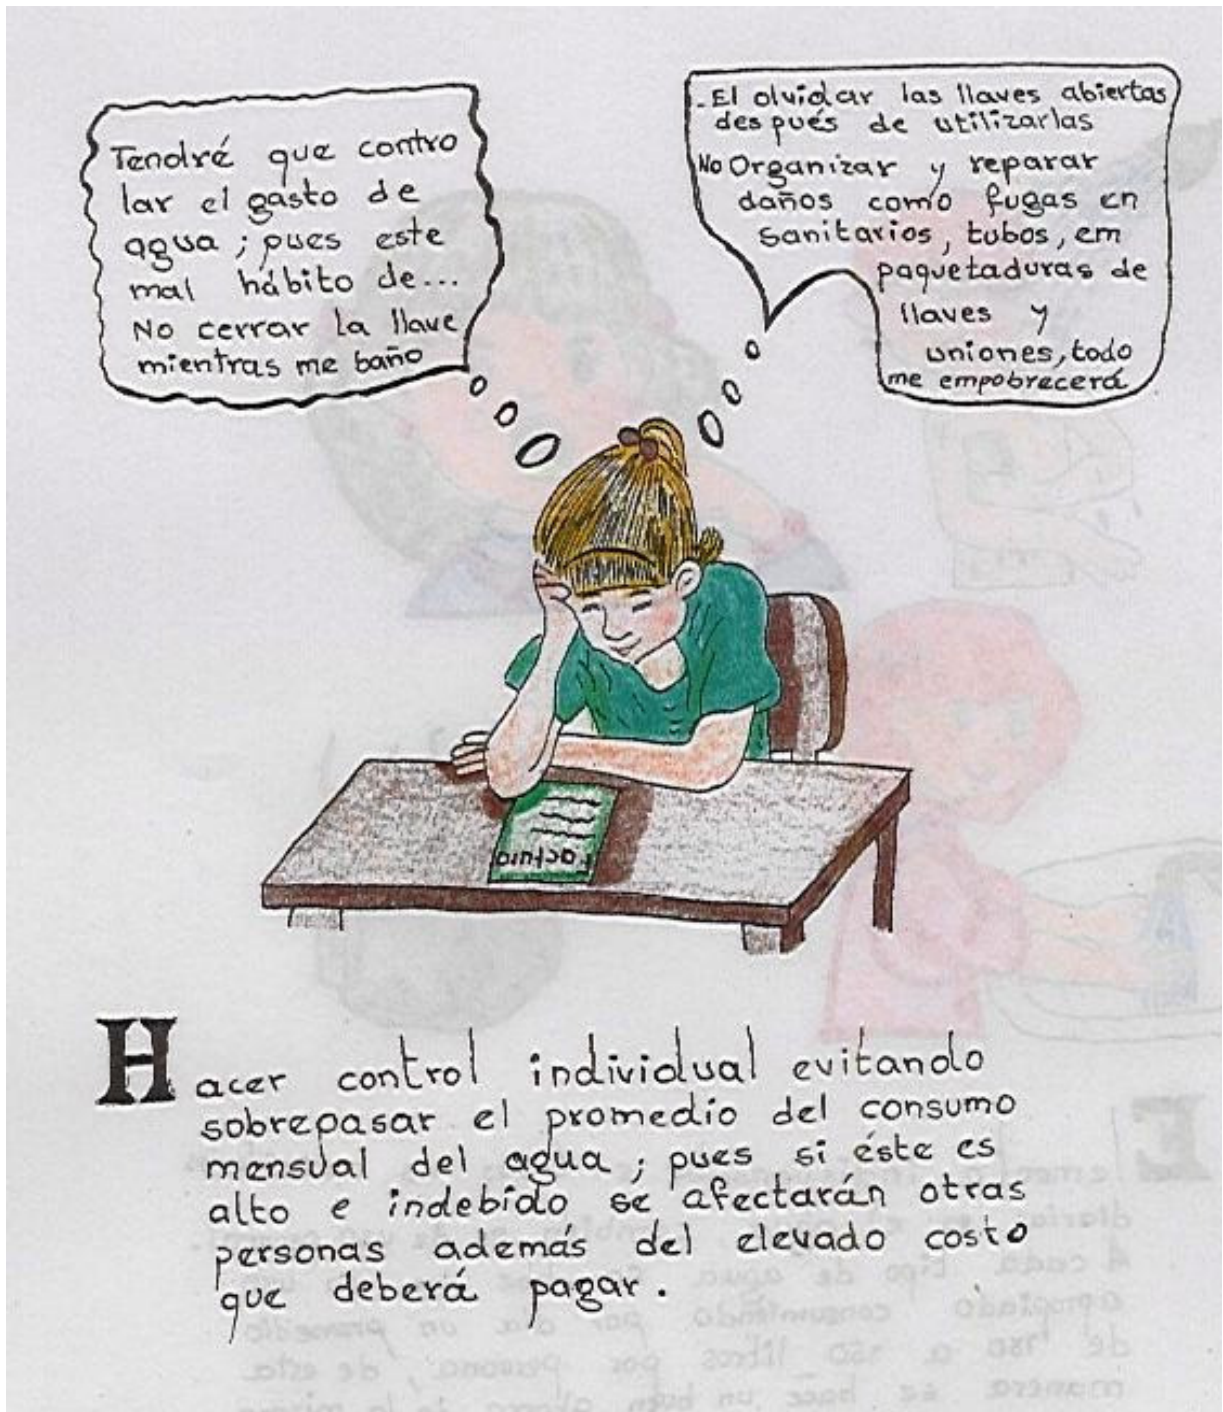 Tendré que contro
lar el gasto de
agua; pues este
mal hábito de...
No cerrar la llave
mientras me baño
-El olvidar las llaves abiertas
después de utilizarlas
No Organizar y reparar
daños como fugas en
sanitarios, tubos, em
paquetaduras de
llaves y
uniones, todo
me empobrecerá
Factura
Hacer control individual evitando
sobrepasar el promedio del consumo
mensual del agua; pues si éste es
alto e indebido se afectarán otras
personas además del elevado costo
que deberá pagar.